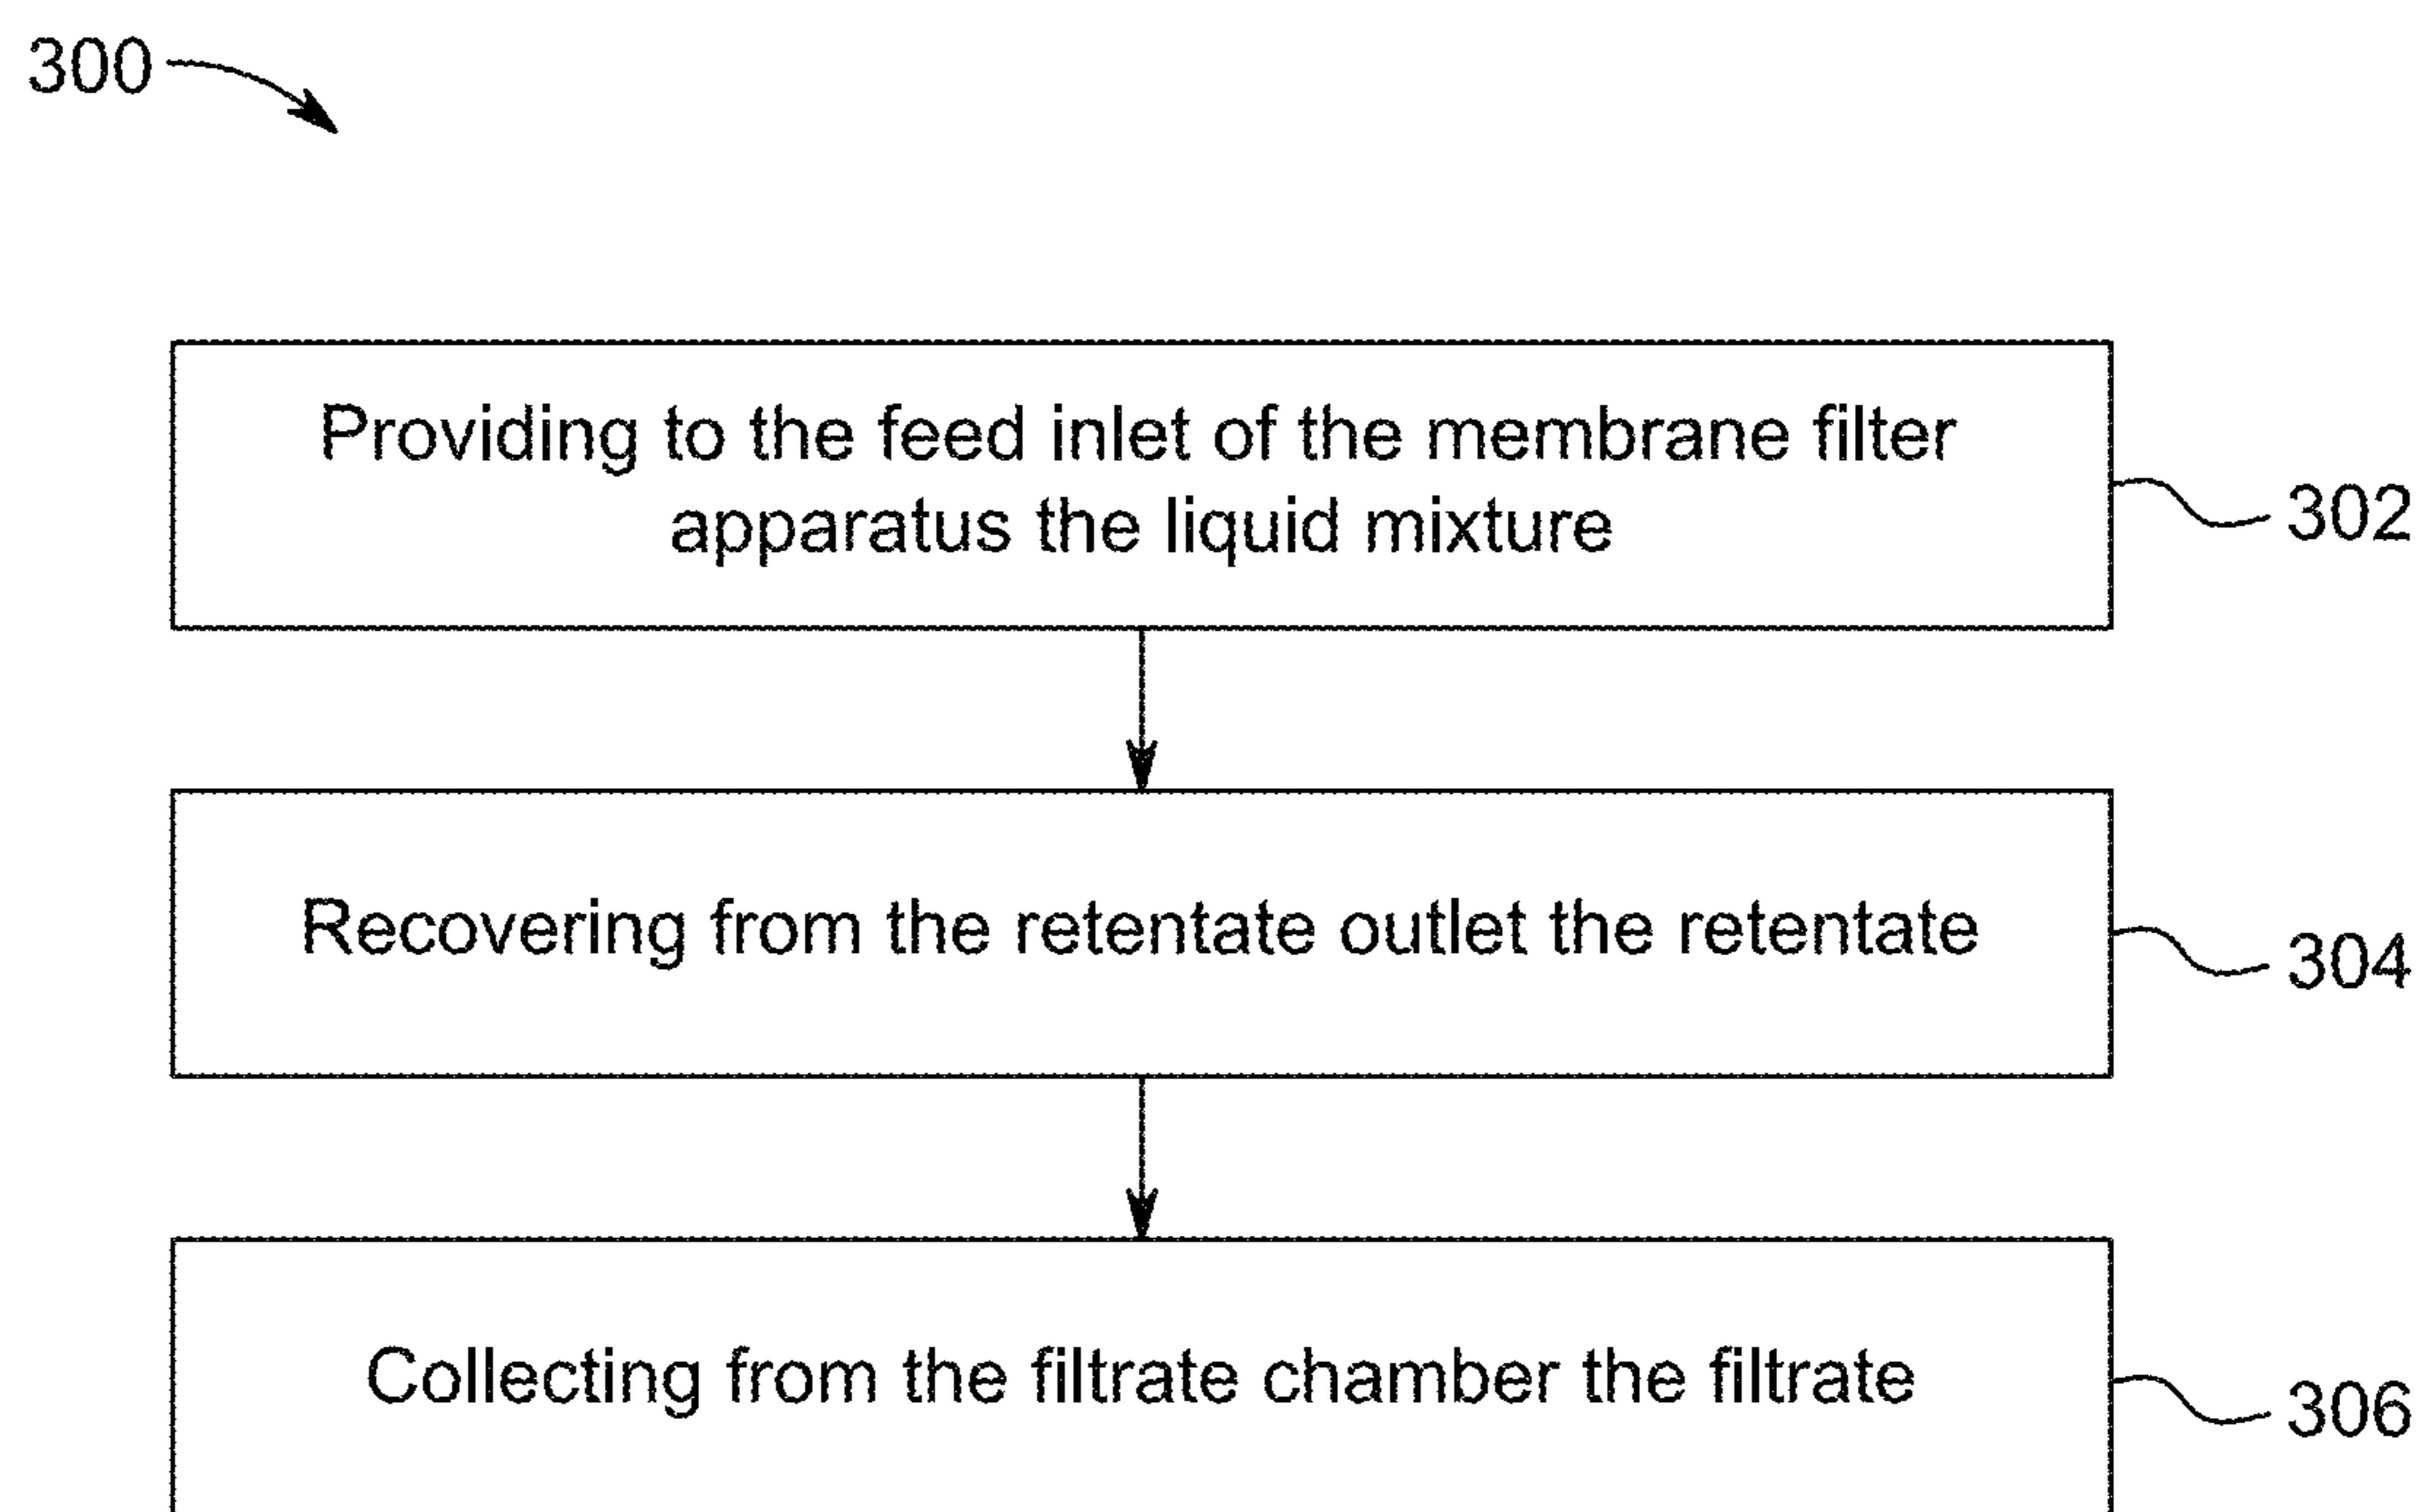 300
Providing to the feed inlet of the membrane filter
apparatus the liquid mixture
302
Recovering from the retentate outlet the retentate
304
Collecting from the filtrate chamber the filtrate
306